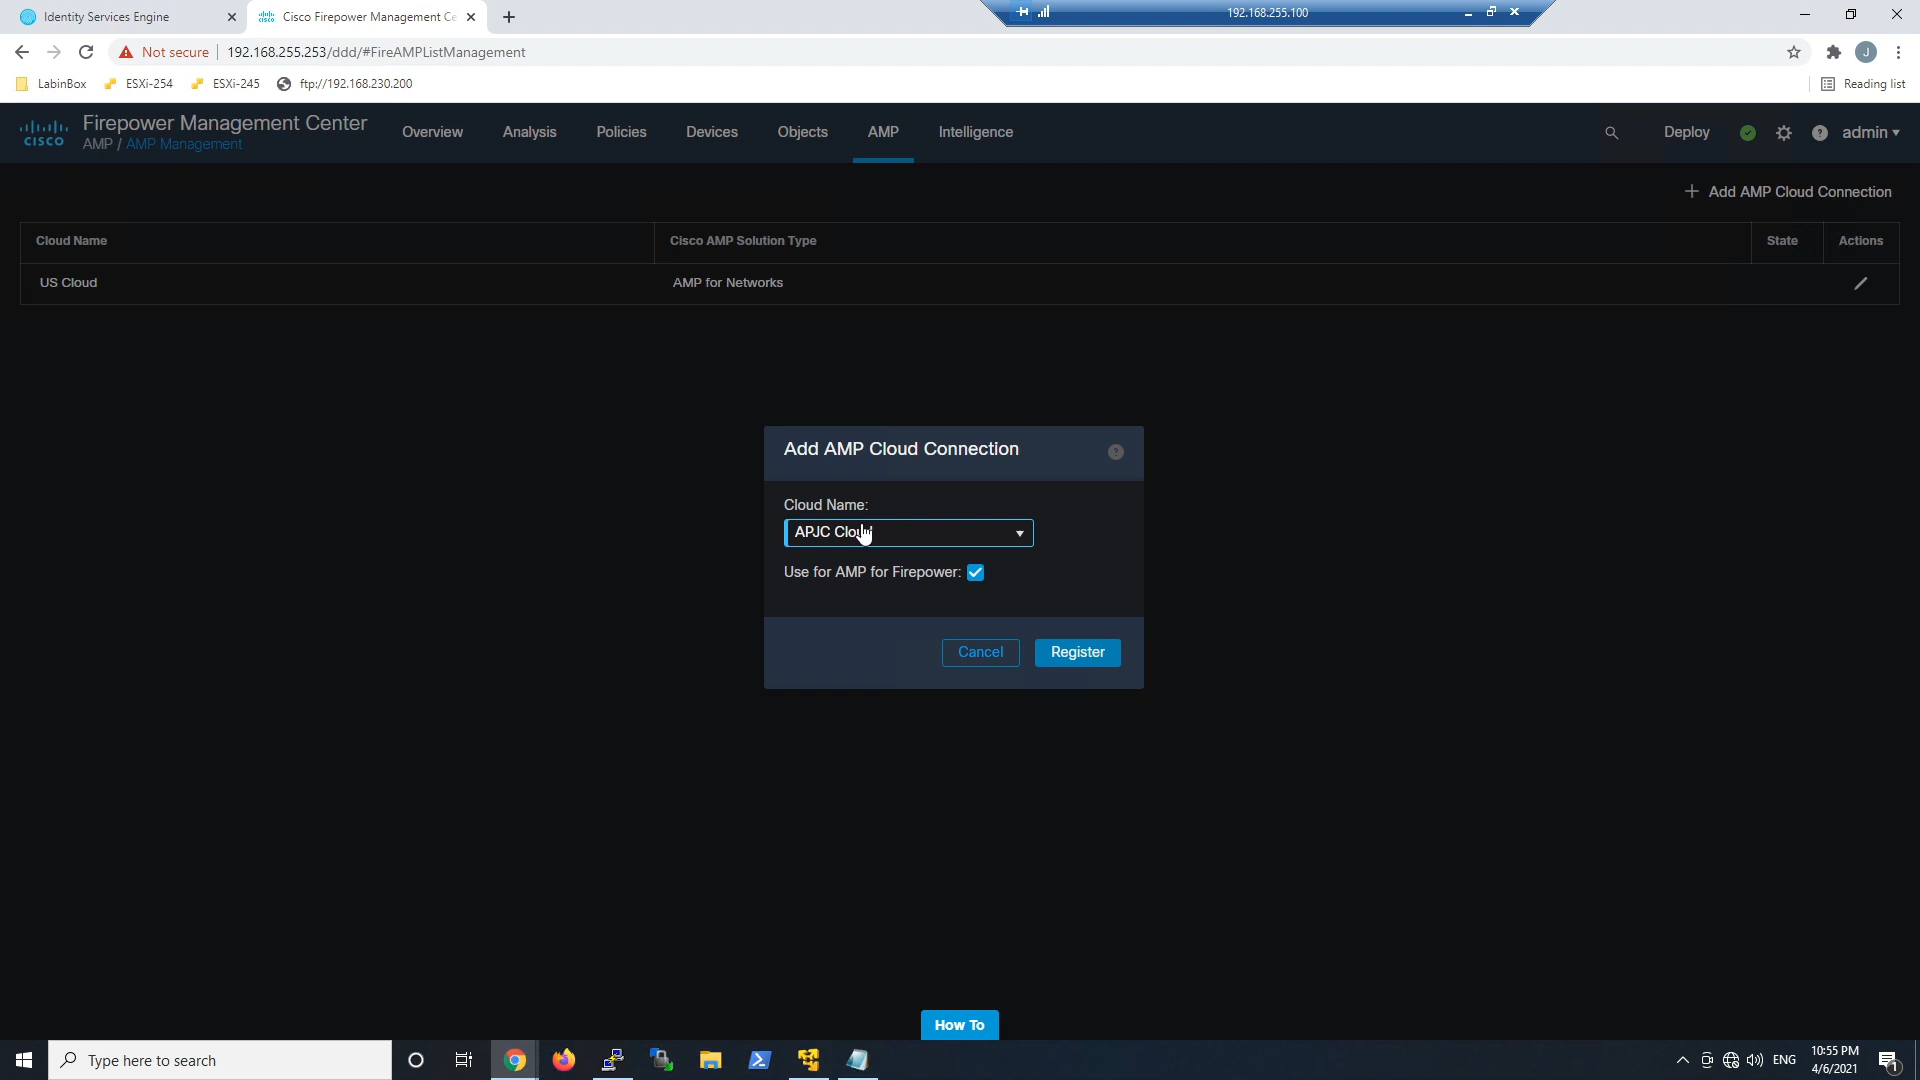 Identity Services Engine
Cisco Firepower Management Ce
192.168.255.100
Not secure
192.168.255.253/ddd/#FireAMPListManagement
LabinBox
ESXi-254
ESXi-245
ftp://192.168.230.200
Reading list
CISCO
Firepower Management Center
AMP / AMP Management
Overview
Analysis
Policies
Devices
Objects
AMP
Intelligence
Deploy
admin
Add AMP Cloud Connection
Cloud Name
Cisco AMP Solution Type
State
Actions
US Cloud
AMP for Networks
Add AMP Cloud Connection
Cloud Name:
APJC Cloud
Use for AMP for Firepower:
Cancel
Register
How To
Type here to search
ENG
10:55 PM
4/6/2021
1
J